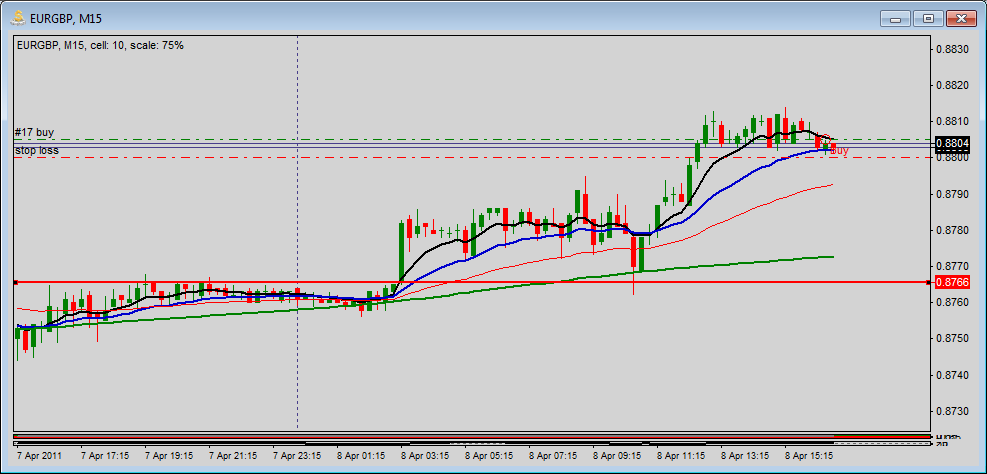 EURGBP, M15
EURGBP, M15, cell: 10, scale: 75%
0.8830
0.8820
0.8810
#17 buy
0.8804
stop loss
buy
0.8800
0.8790
0.8780
0.8770
0.8766
0.8760
0.8750
0.8740
0.8730
7 Apr 2011 7 Apr 17:15 7 Apr 19:15 7 Apr 21:15 7 Apr 23:15 8 Apr 01:15 8 Apr 03:15 8 Apr 05:15 8 Apr 07:15 8 Apr 09:15 8 Apr 11:15 8 Apr 13:15 8 Apr 15:15